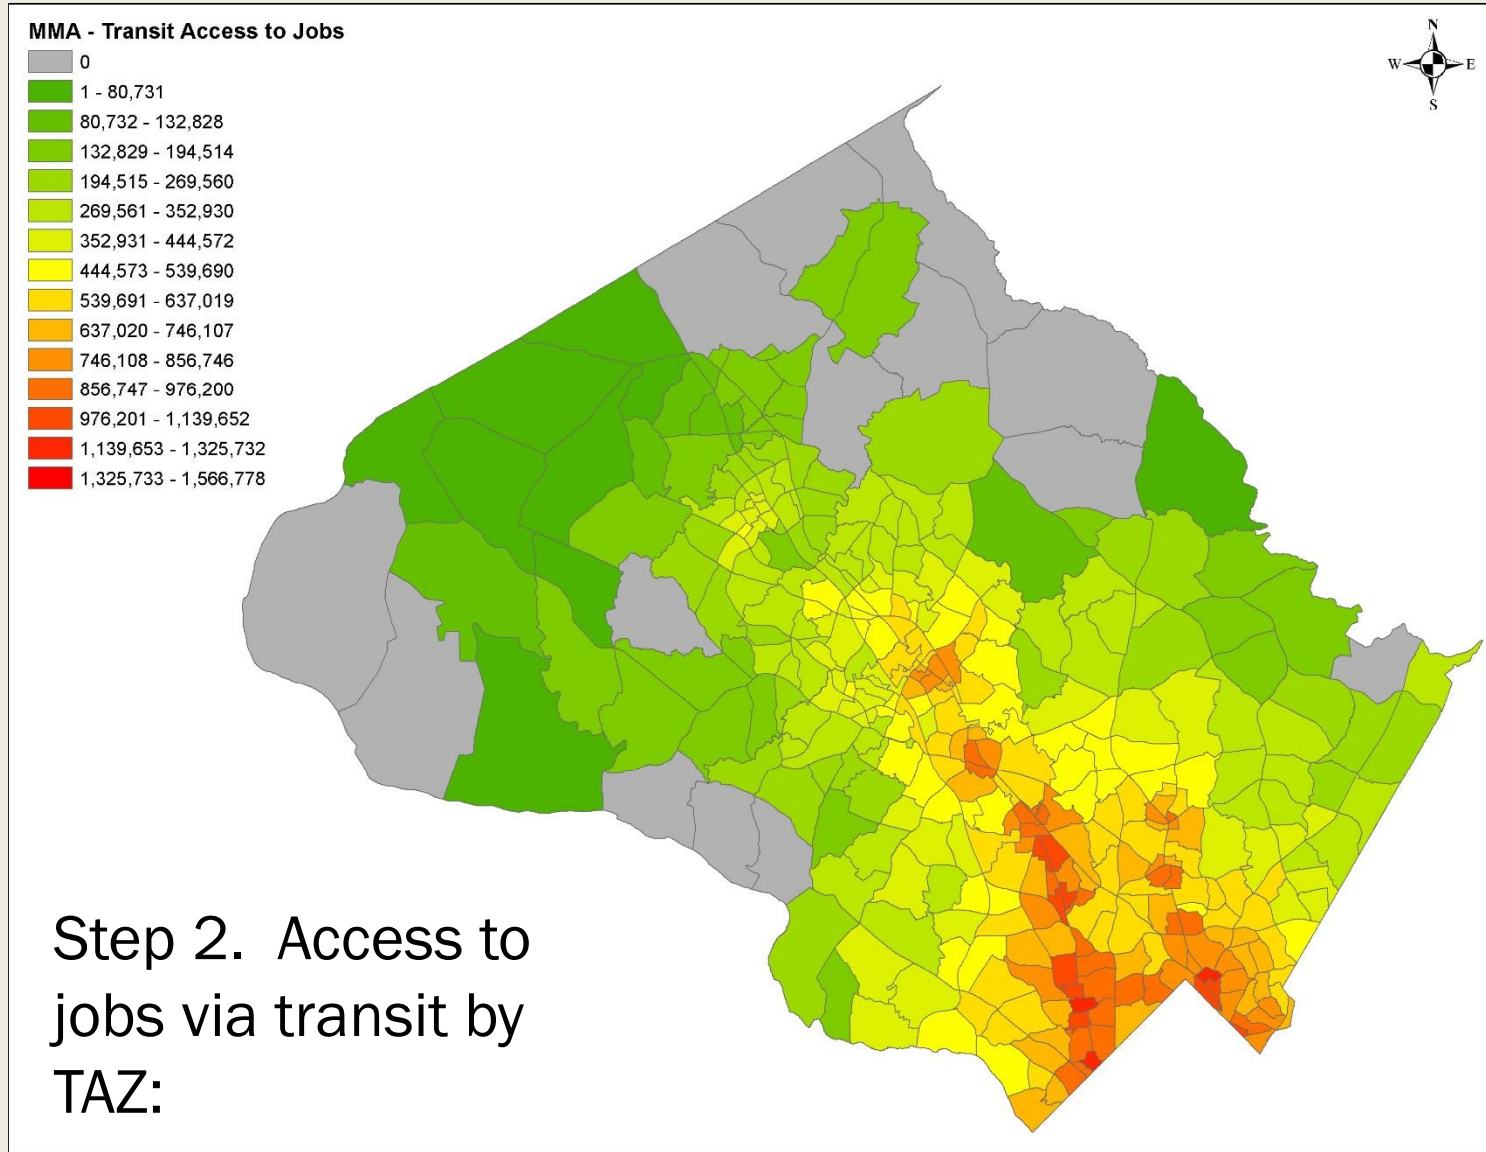 MMA - Transit Access to Jobs
0
1 - 80,731
80,732 - 132,828
132,829 - 194,514
194,515 - 269,560
269,561 - 352,930
352,931 - 444,572
444,573 - 539,690
539,691 - 637,019
637,020 - 746,107
746,108 - 856,746
856,747 - 976,200
976,201 - 1,139,652
1,139,653 - 1,325,732
1,325,733 - 1,566,778
N
W E
S
Step 2. Access to
jobs via transit by
TAZ: